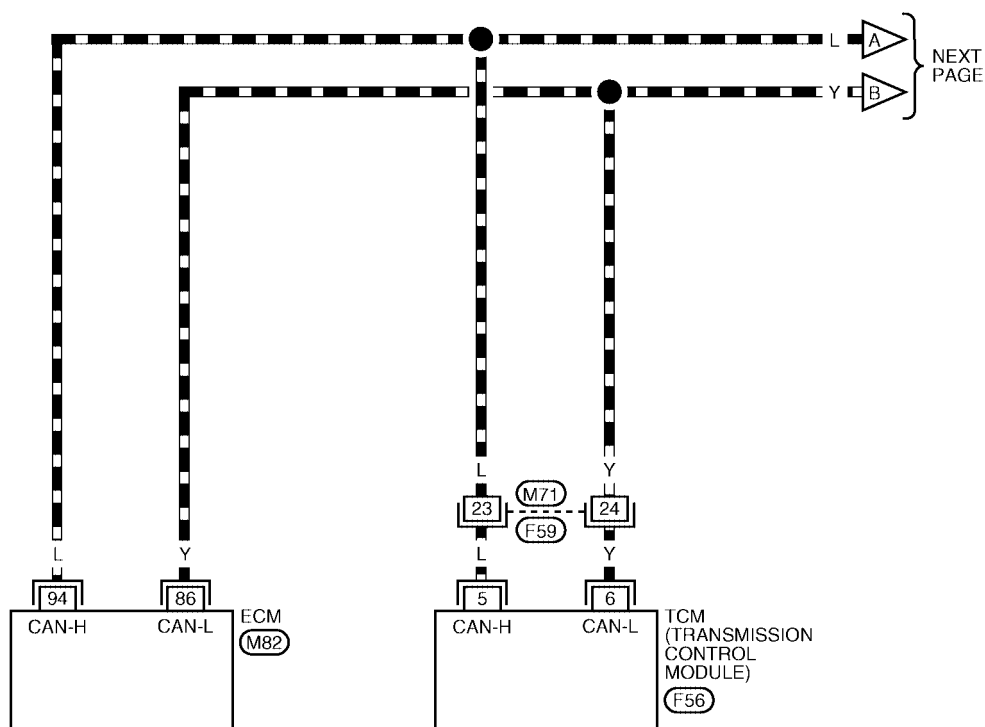 L
A
NEXT
PAGE
Y
B
L
Y
23
M71
24
F59
L
Y
L
Y
94
86
5
6
CAN-H
CAN-L
ECM
M82
CAN-H
CAN-L
TCM
(TRANSMISSION
CONTROL
MODULE)
F56